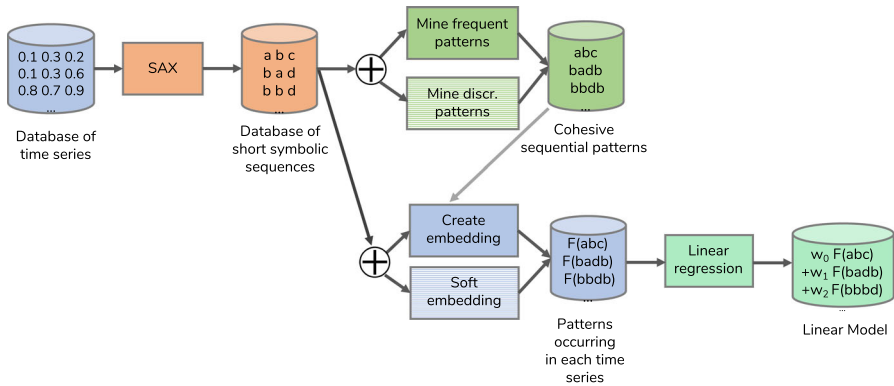 0.1 0.3 0.2
0.1 0.3 0.6
0.8 0.7 0.9
...
Database of
time series
SAX
a b c
b a d
b b d
...
Database of
short symbolic
sequences
Mine frequent
patterns
Mine discr.
patterns
abc
badb
bbdb
...
Cohesive
sequential patterns
Create
embedding
Soft
embedding
F(abc)
F(badb)
F(bbdb)
...
Patterns
occurring
in each time
series
Linear
regression
w₀ F(abc)
+w₁ F(badb)
+w₂ F(bbbd)
...
Linear Model